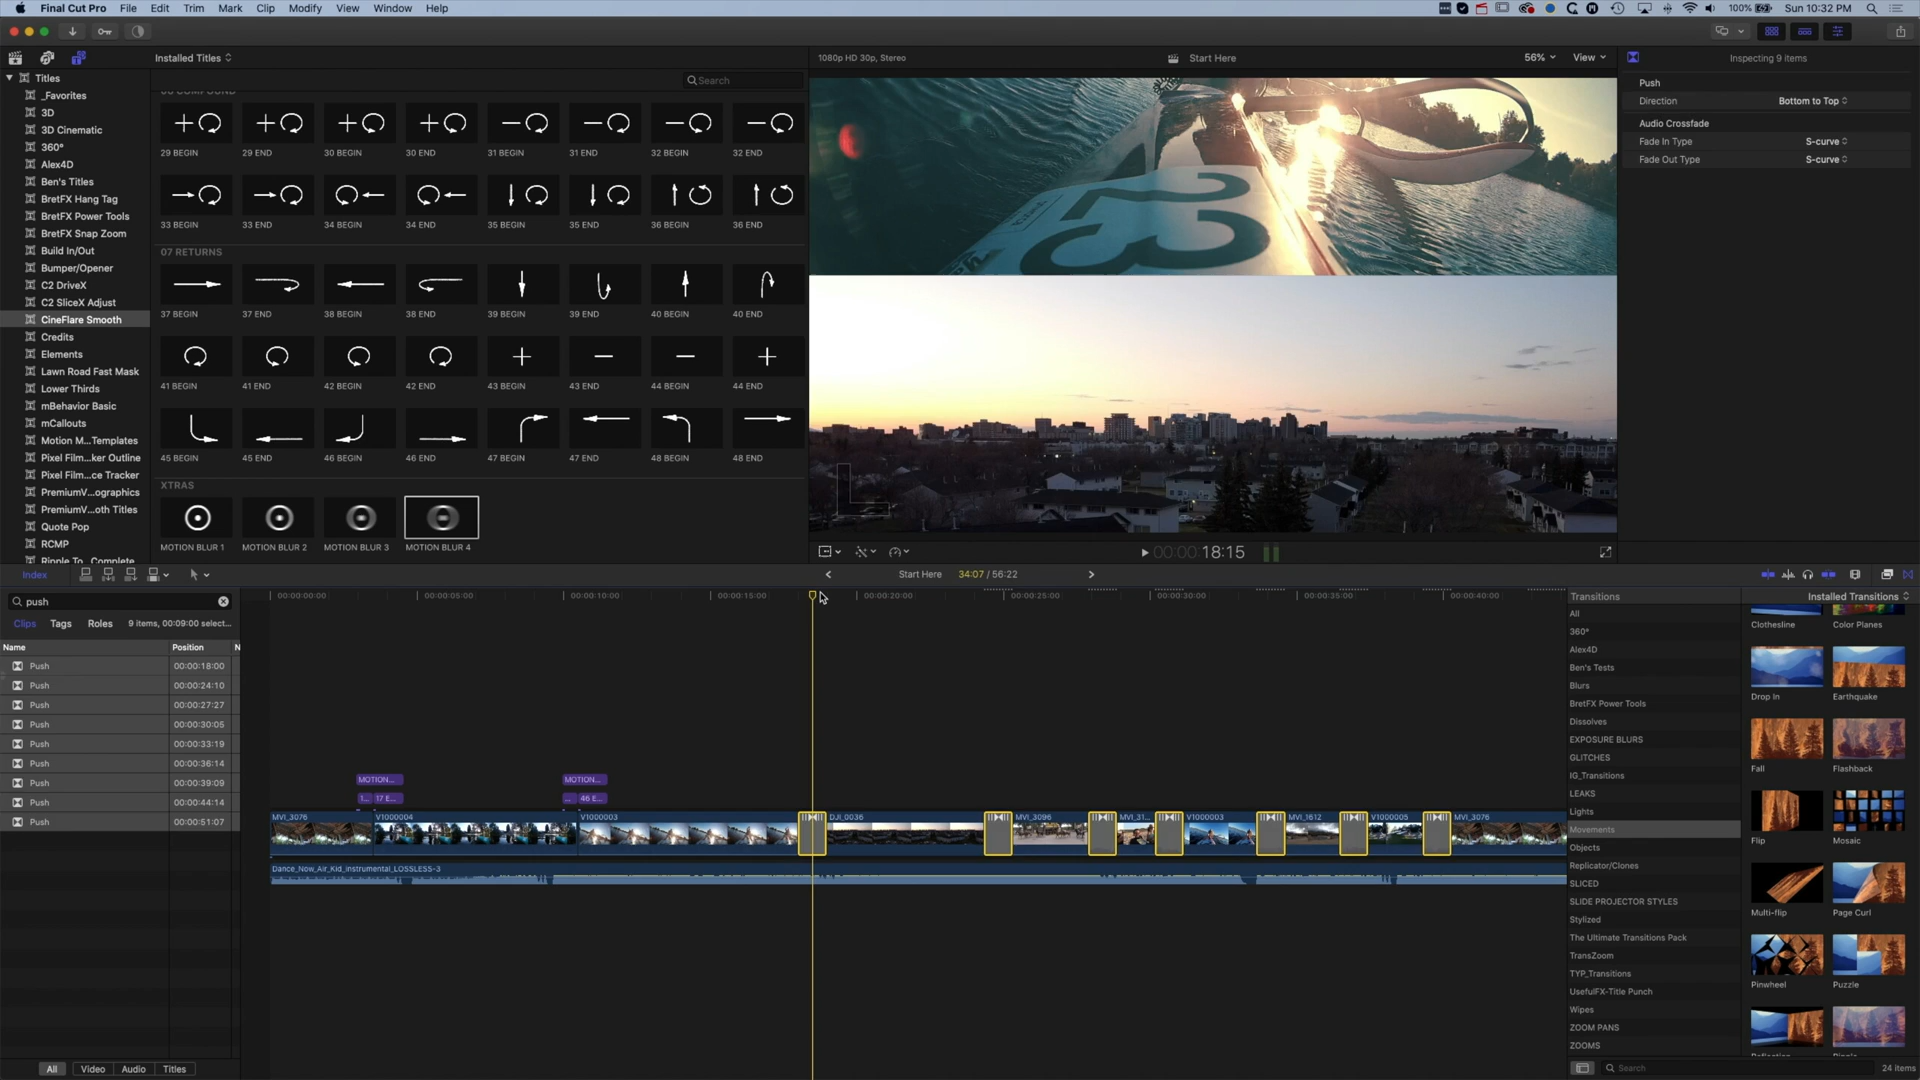 Final Cut Pro File Edit Trim Mark Clip Modify View Window Help
100% Sun 10:32 PM
Installed Titles
1080p HD 30p, Stereo
Start Here
56% View
Inspecting 9 items
Titles
_Favorites
3D
3D Cinematic
360°
Alex4D
Ben's Titles
BretFX Hang Tag
BretFX Power Tools
BretFX Snap Zoom
Build In/Out
Bumper/Opener
C2 DriveX
C2 SliceX Adjust
CineFlare Smooth
Credits
Elements
Lawn Road Fast Mask
Lower Thirds
mBehavior Basic
mCallouts
Motion M...Templates
Pixel Film...ker Outline
Pixel Film...ce Tracker
PremiumV...ographics
PremiumV...oth Titles
Quote Pop
RCMP
Ripple To...Complete
Search
29 BEGIN 29 END 30 BEGIN 30 END 31 BEGIN 31 END 32 BEGIN 32 END
33 BEGIN 33 END 34 BEGIN 34 END 35 BEGIN 35 END 36 BEGIN 36 END
07 RETURNS
37 BEGIN 37 END 38 BEGIN 38 END 39 BEGIN 39 END 40 BEGIN 40 END
41 BEGIN 41 END 42 BEGIN 42 END 43 BEGIN 43 END 44 BEGIN 44 END
45 BEGIN 45 END 46 BEGIN 46 END 47 BEGIN 47 END 48 BEGIN 48 END
XTRAS
MOTION BLUR 1 MOTION BLUR 2 MOTION BLUR 3 MOTION BLUR 4
23
00:00:18:15
Push
Direction Bottom to Top
Audio Crossfade
Fade In Type S-curve
Fade Out Type S-curve
Index
Start Here 34:07 / 56:22
push
Clips Tags Roles 9 items, 00:09:00 select...
Name Position N
Push 00:00:18:00
Push 00:00:24:10
Push 00:00:27:27
Push 00:00:30:05
Push 00:00:33:19
Push 00:00:36:14
Push 00:00:39:09
Push 00:00:44:14
Push 00:00:51:07
All Video Audio Titles
00:00:00:00 00:00:05:00 00:00:10:00 00:00:15:00 00:00:20:00 00:00:25:00 00:00:30:00 00:00:35:00 00:00:40:00
MOTION... MOTION...
1... 17 E... ... 46 E...
MVI_3076 V1000004 V1000003 DJI_0036 MVI_3096 MVI_31... V1000003 MVI_1612 V1000005 MVI_3076
Dance_Now_Air_Kid_instrumental_LOSSLESS-3
Transitions
Installed Transitions
All
360°
Alex4D
Ben's Tests
Blurs
BretFX Power Tools
Dissolves
EXPOSURE BLURS
GLITCHES
IG_Transitions
LEAKS
Lights
Movements
Objects
Replicator/Clones
SLICED
SLIDE PROJECTOR STYLES
Stylized
The Ultimate Transitions Pack
TransZoom
TYP_Transitions
UsefulFX-Title Punch
Wipes
ZOOM PANS
ZOOMS
Clothesline Color Planes
Drop In Earthquake
Fall Flashback
Flip Mosaic
Multi-flip Page Curl
Pinwheel Puzzle
Search
24 items